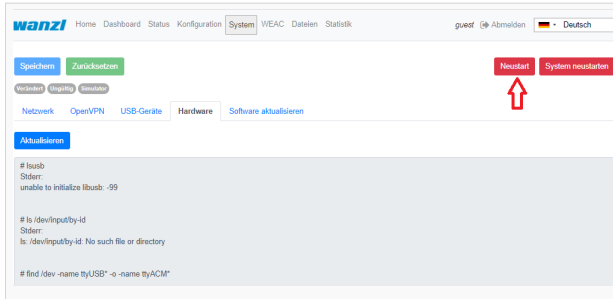 wanzl Home Dashboard Status Konfiguration System WEAC Dateien Statistik guest Abmelden Deutsch
Speichern Zurücksetzen Neustart System neustarten
Verändert Ungültig Simulator
Netzwerk OpenVPN USB-Geräte Hardware Software aktualisieren
Aktualisieren
# lsusb
Stderr:
unable to initialize libusb: -99
# ls /dev/input/by-id
Stderr:
ls: /dev/input/by-id: No such file or directory
# find /dev -name ttyUSB* -o -name ttyACM*